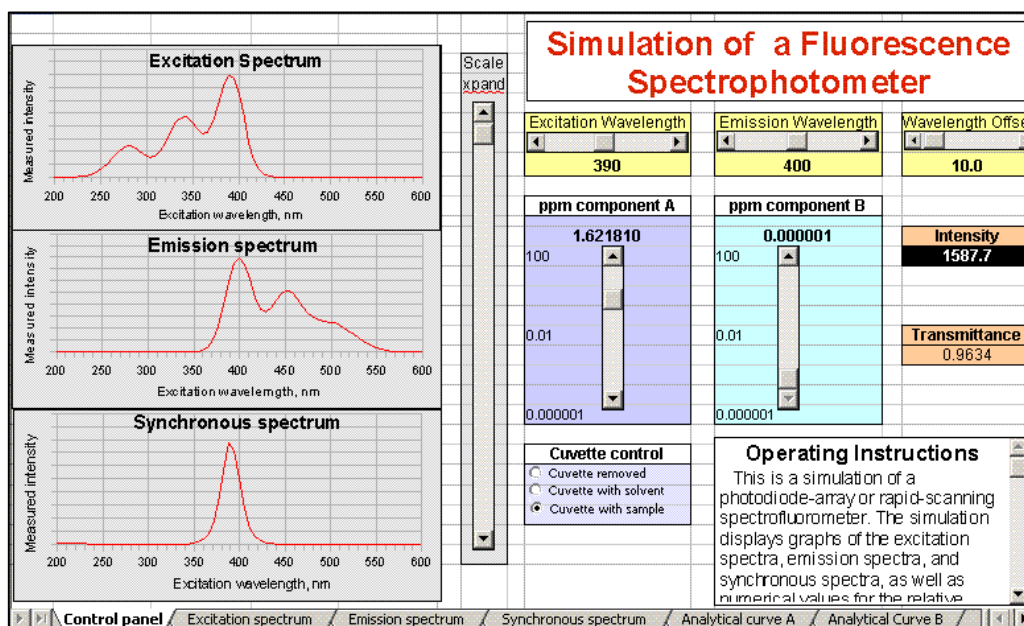 Simulation of a Fluorescence
Spectrophotometer
Excitation Spectrum
Measured intensity
200 250 300 350 400 450 500 550 600
Excitation wavelength, nm
Emission spectrum
Measured intensity
200 250 300 350 400 450 500 550 600
Excitation wavelength, nm
Synchronous spectrum
Measured intensity
200 250 300 350 400 450 500 550 600
Excitation wavelength, nm
Scale
xpand
Excitation Wavelength
390
Emission Wavelength
400
Wavelength Offse
10.0
ppm component A
1.621810
100
0.01
0.000001
ppm component B
0.000001
100
0.01
0.000001
Intensity
1587.7
Transmittance
0.9634
Cuvette control
Cuvette removed
Cuvette with solvent
Cuvette with sample
Operating Instructions
This is a simulation of a
photodiode-array or rapid-scanning
spectrofluorometer. The simulation
displays graphs of the excitation
spectra, emission spectra, and
synchronous spectra, as well as
numerical values for the relative
Control panel / Excitation spectrum / Emission spectrum / Synchronous spectrum / Analytical curve A / Analytical Curve B /